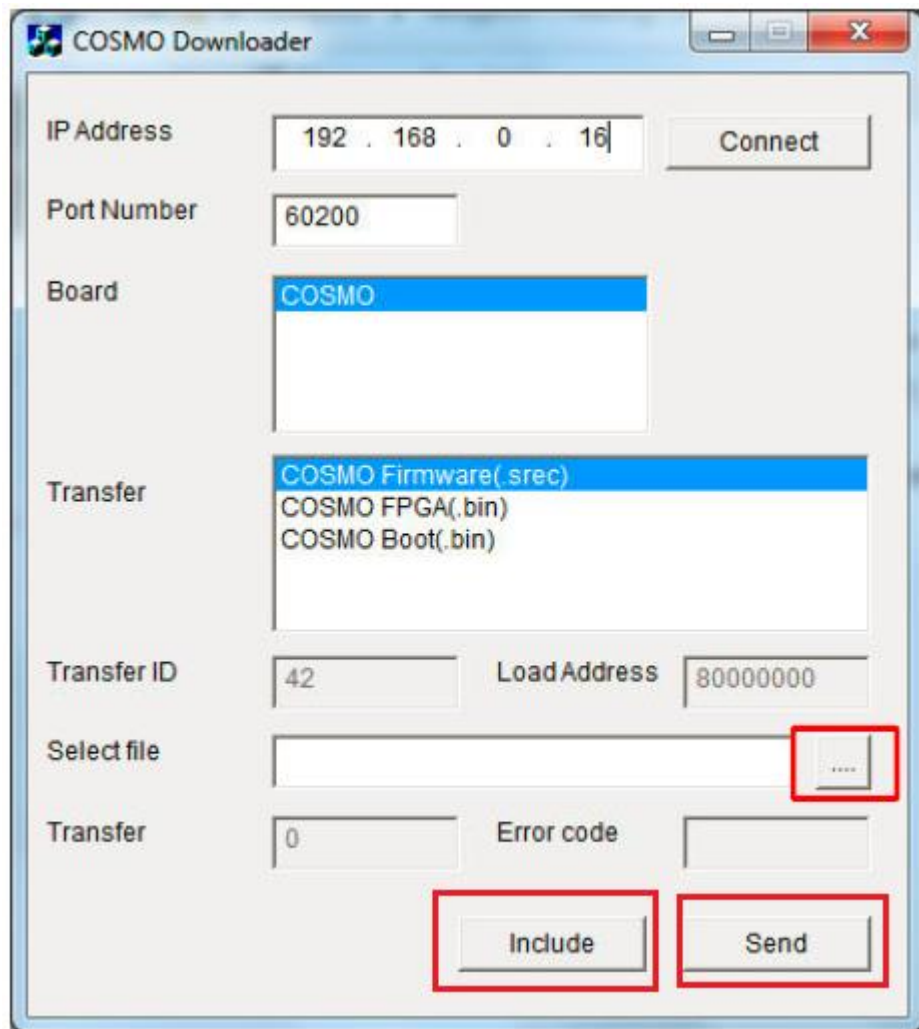 COSMO Downloader
IP Address 192 . 168 . 0 . 16 Connect
Port Number 60200
Board COSMO
Transfer COSMO Firmware(.srec)
COSMO FPGA(.bin)
COSMO Boot(.bin)
Transfer ID 42 Load Address 80000000
Select file ....
Transfer 0 Error code
Include Send